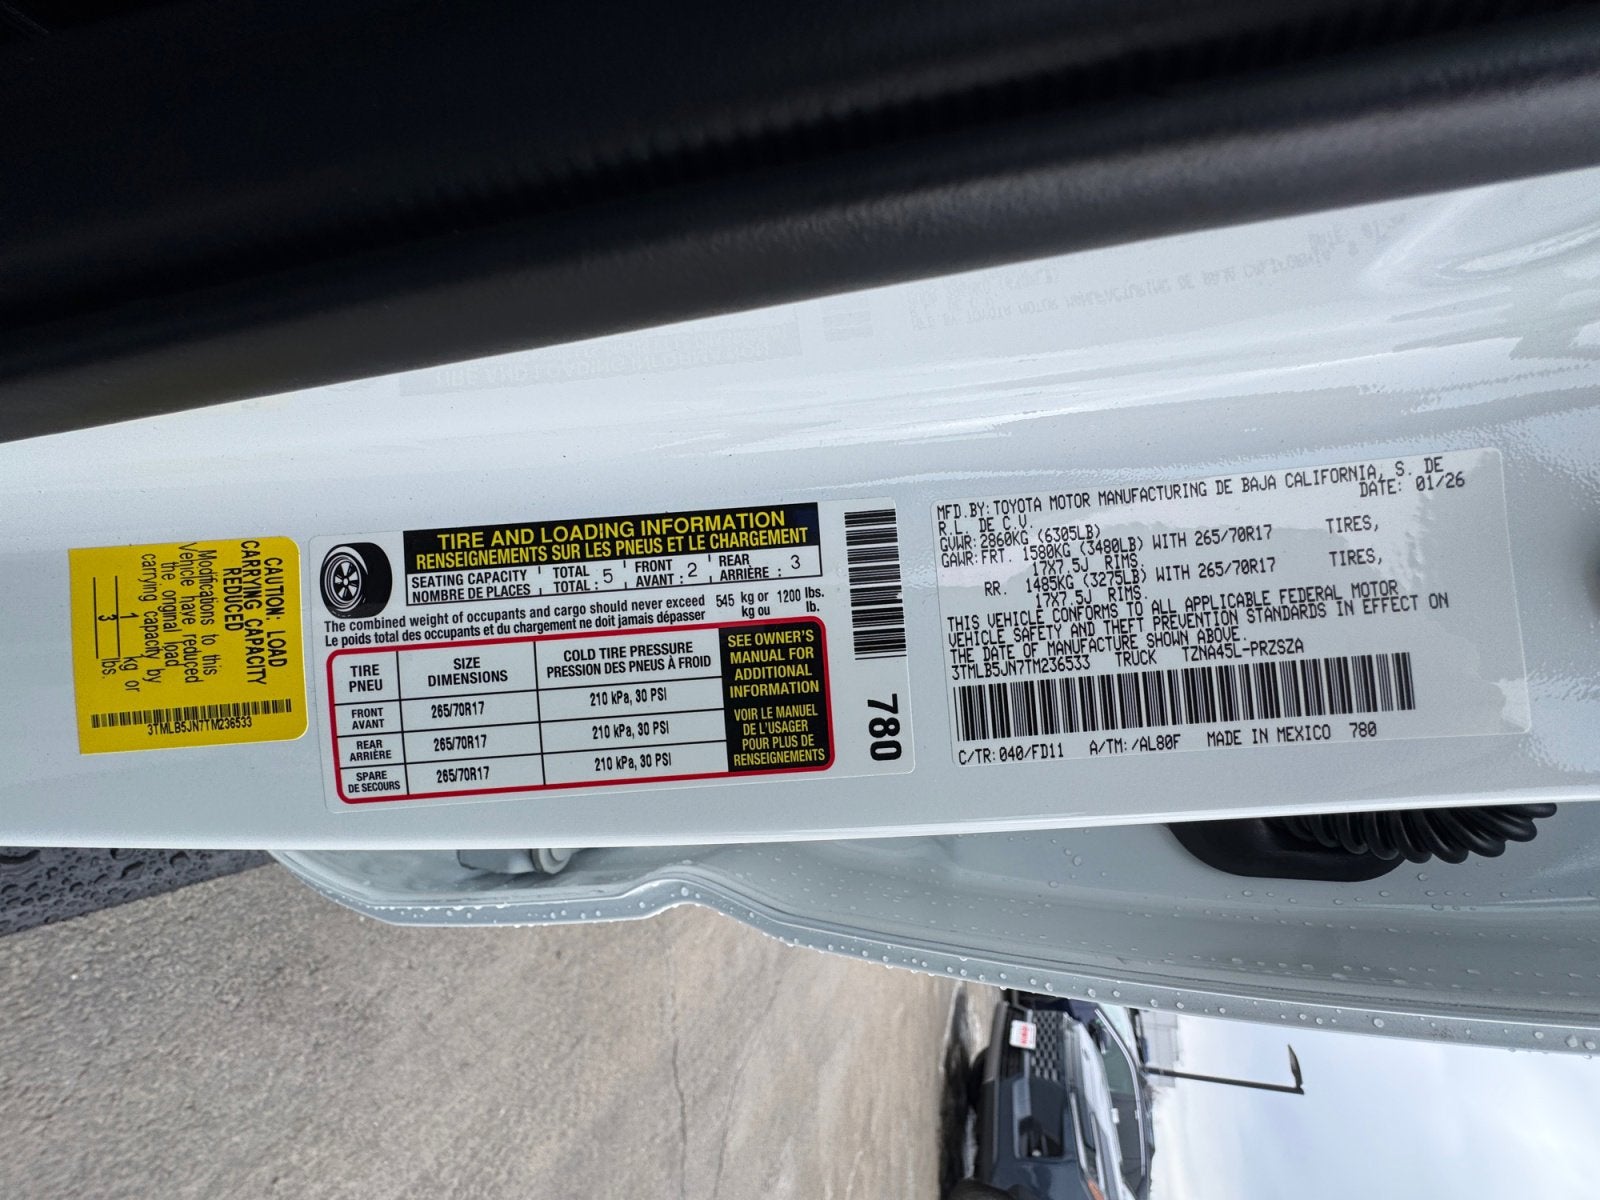 CAUTION: LOAD
CARRYING CAPACITY
REDUCED
Modifications to this
Vehicle have reduced
the original load
carrying capacity by
1 kg or
3 lbs.
3TMLB5JN7TM236533
TIRE AND LOADING INFORMATION
RENSEIGNEMENTS SUR LES PNEUS ET LE CHARGEMENT
SEATING CAPACITY TOTAL FRONT REAR
NOMBRE DE PLACES TOTAL : 5 AVANT : 2 ARRIÈRE : 3
The combined weight of occupants and cargo should never exceed 545 kg or 1200 lbs.
Le poids total des occupants et du chargement ne doit jamais dépasser kg ou lb.
TIRE SIZE COLD TIRE PRESSURE
PNEU DIMENSIONS PRESSION DES PNEUS À FROID
FRONT
AVANT 265/70R17 210 kPa, 30 PSI
REAR
ARRIÈRE 265/70R17 210 kPa, 30 PSI
SPARE
DE SECOURS 265/70R17 210 kPa, 30 PSI
SEE OWNER'S
MANUAL FOR
ADDITIONAL
INFORMATION
VOIR LE MANUEL
DE L'USAGER
POUR PLUS DE
RENSEIGNEMENTS
780
MFD.BY:TOYOTA MOTOR MANUFACTURING DE BAJA CALIFORNIA, S. DE
R.L. DE C.V. DATE: 01/26
GVWR:2860KG (6305LB)
GAWR:FRT. 1580KG (3480LB) WITH 265/70R17 TIRES,
17X7.5J RIMS.
RR. 1485KG (3275LB) WITH 265/70R17 TIRES,
17X7.5J RIMS.
THIS VEHICLE CONFORMS TO ALL APPLICABLE FEDERAL MOTOR
VEHICLE SAFETY AND THEFT PREVENTION STANDARDS IN EFFECT ON
THE DATE OF MANUFACTURE SHOWN ABOVE.
3TMLB5JN7TM236533 TRUCK TZNA45L-PRZSZA
C/TR:040/FD11 A/TM:/AL80F MADE IN MEXICO 780